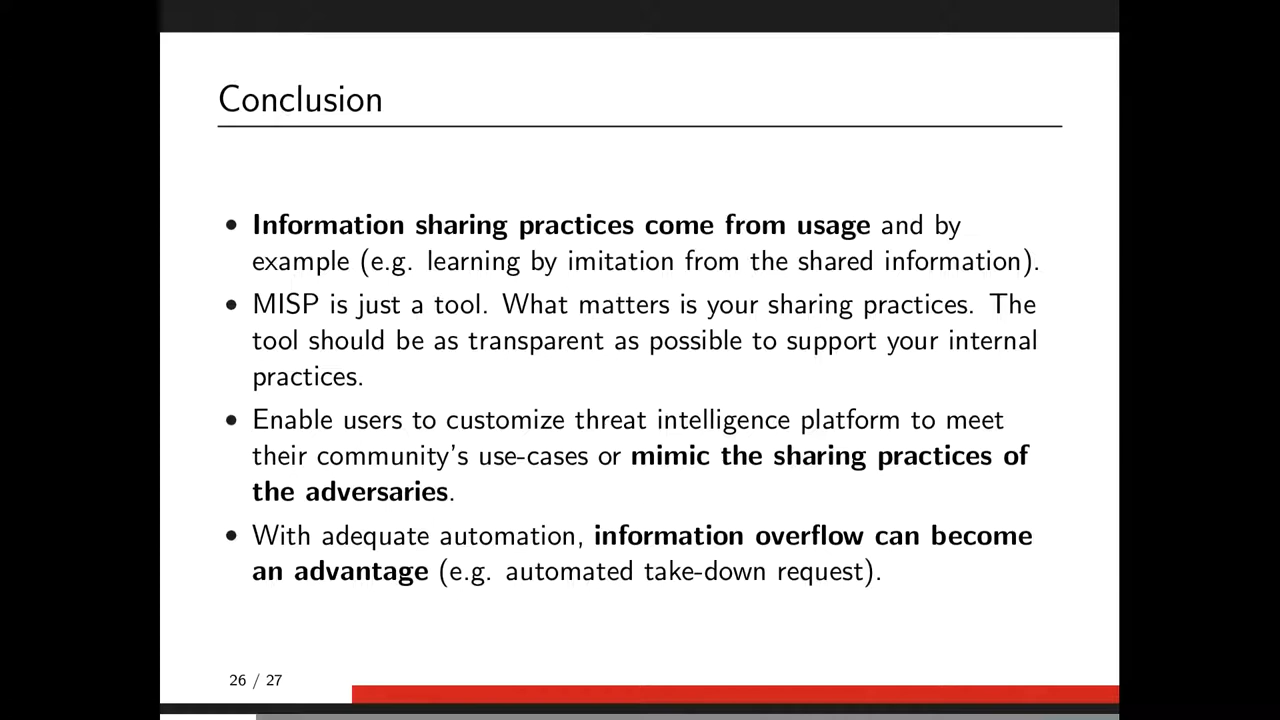 Conclusion
• Information sharing practices come from usage and by
example (e.g. learning by imitation from the shared information).
• MISP is just a tool. What matters is your sharing practices. The
tool should be as transparent as possible to support your internal
practices.
• Enable users to customize threat intelligence platform to meet
their community's use-cases or mimic the sharing practices of
the adversaries.
• With adequate automation, information overflow can become
an advantage (e.g. automated take-down request).
26 / 27